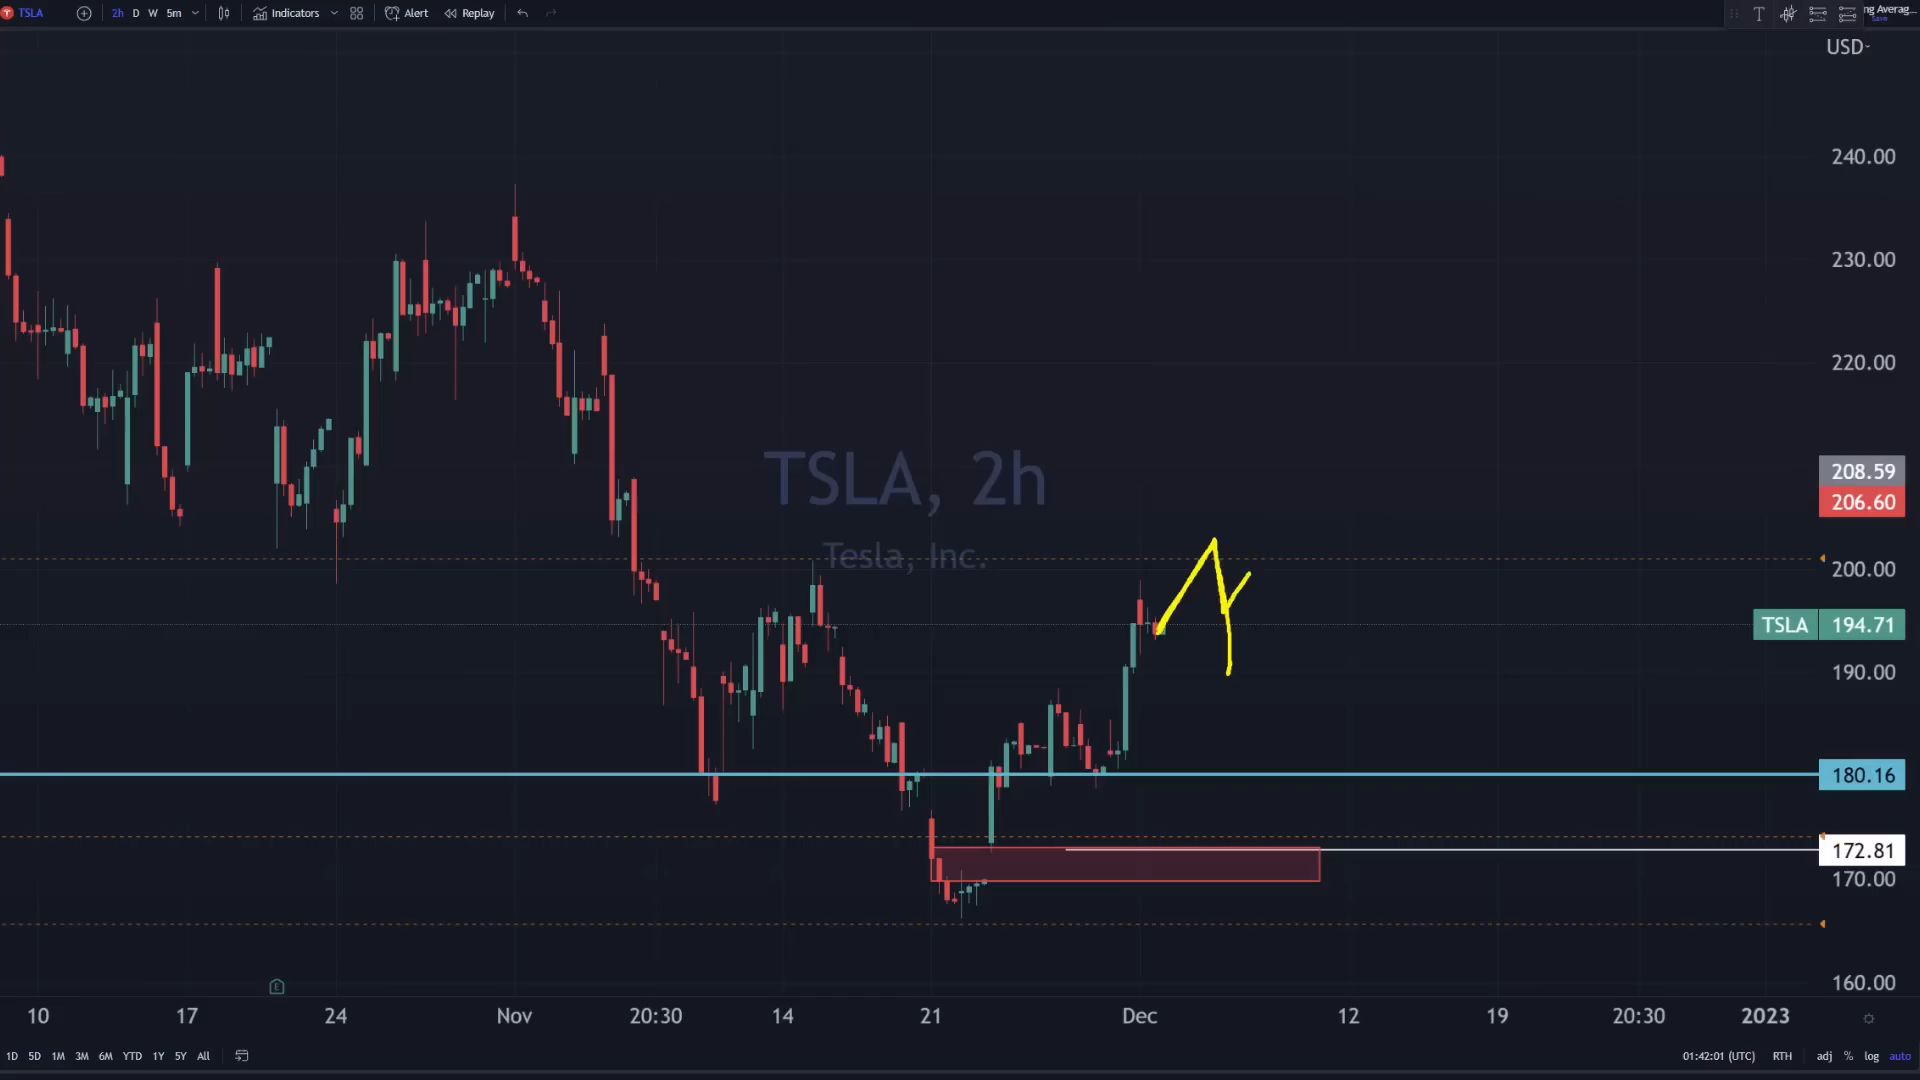 TSLA 2h D W 5m Indicators Alert Replay T ng Averag...
Save
USD
240.00
230.00
220.00
TSLA, 2h
208.59
206.60
Tesla, Inc.
200.00
TSLA 194.71
190.00
180.16
172.81
170.00
E
160.00
10 17 24 Nov 20:30 14 21 Dec 12 19 20:30 2023
1D 5D 1M 3M 6M YTD 1Y 5Y All 01:42:01 (UTC) RTH adj % log auto